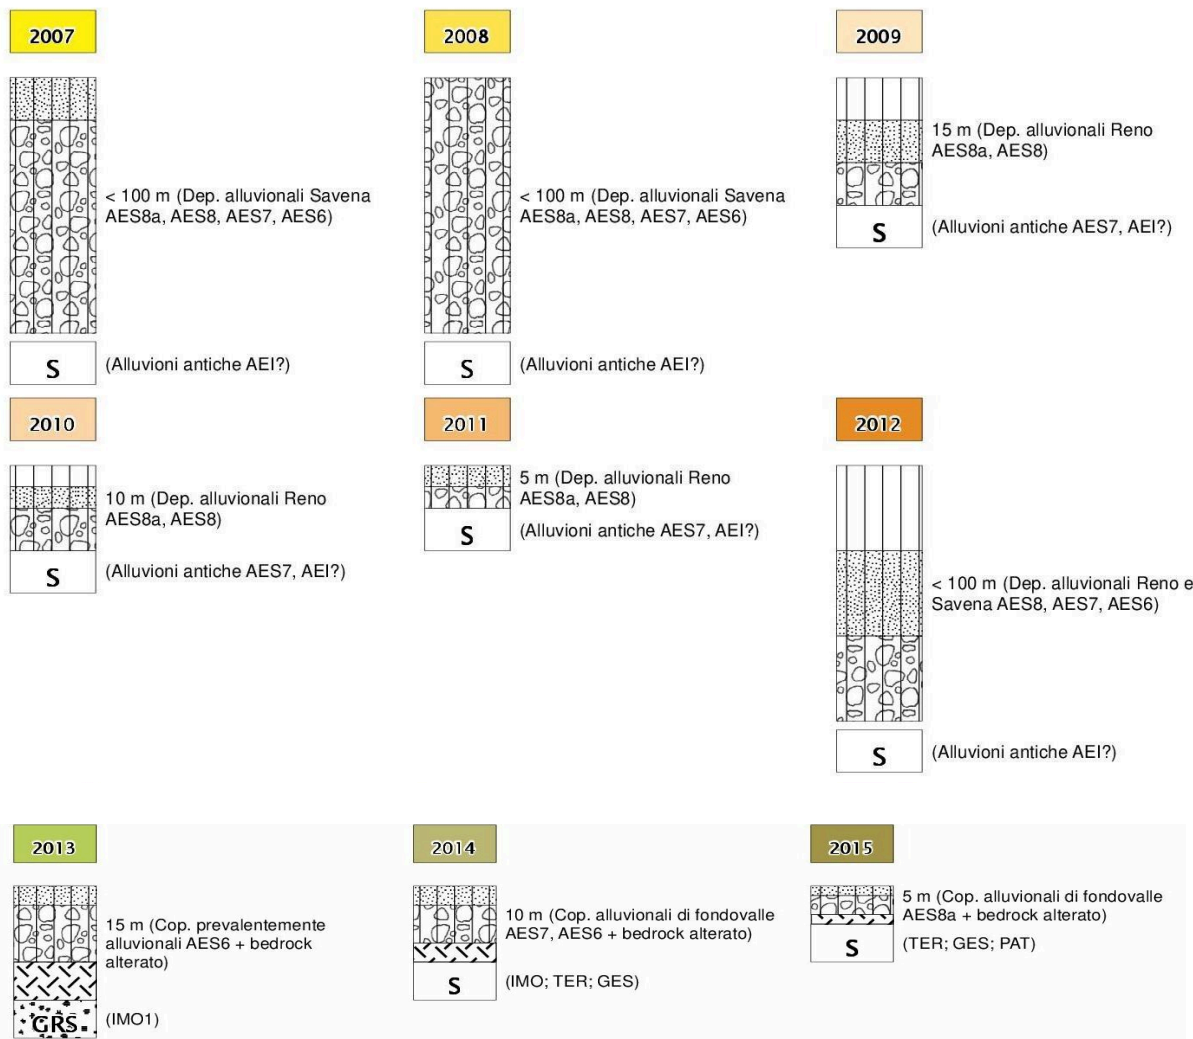 2007
2008
2009
< 100 m (Dep. alluvionali Savena
AES8a, AES8, AES7, AES6)
S
(Alluvioni antiche AEI?)
< 100 m (Dep. alluvionali Savena
AES8a, AES8, AES7, AES6)
S
(Alluvioni antiche AEI?)
15 m (Dep. alluvionali Reno
AES8a, AES8)
S
(Alluvioni antiche AES7, AEI?)
2010
2011
2012
10 m (Dep. alluvionali Reno
AES8a, AES8)
S
(Alluvioni antiche AES7, AEI?)
5 m (Dep. alluvionali Reno
AES8a, AES8)
S
(Alluvioni antiche AES7, AEI?)
< 100 m (Dep. alluvionali Reno e
Savena AES8, AES7, AES6)
S
(Alluvioni antiche AEI?)
2013
2014
2015
15 m (Cop. prevalentemente
alluvionali AES6 + bedrock
alterato)
GRS
(IMO1)
10 m (Cop. alluvionali di fondovalle
AES7, AES6 + bedrock alterato)
S
(IMO; TER; GES)
5 m (Cop. alluvionali di fondovalle
AES8a + bedrock alterato)
S
(TER; GES; PAT)